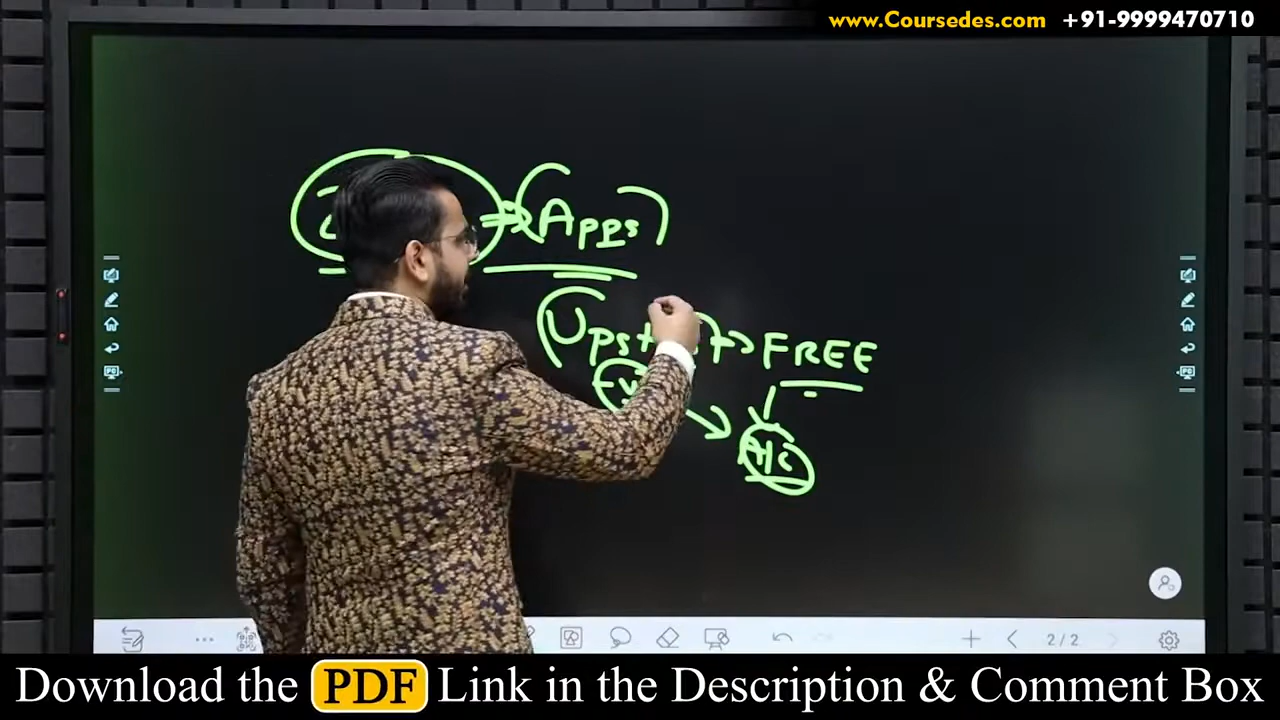 www.Coursedes.com +91-9999470710
Apps
FREE
A/c
2/2
Download the PDF Link in the Description & Comment Box